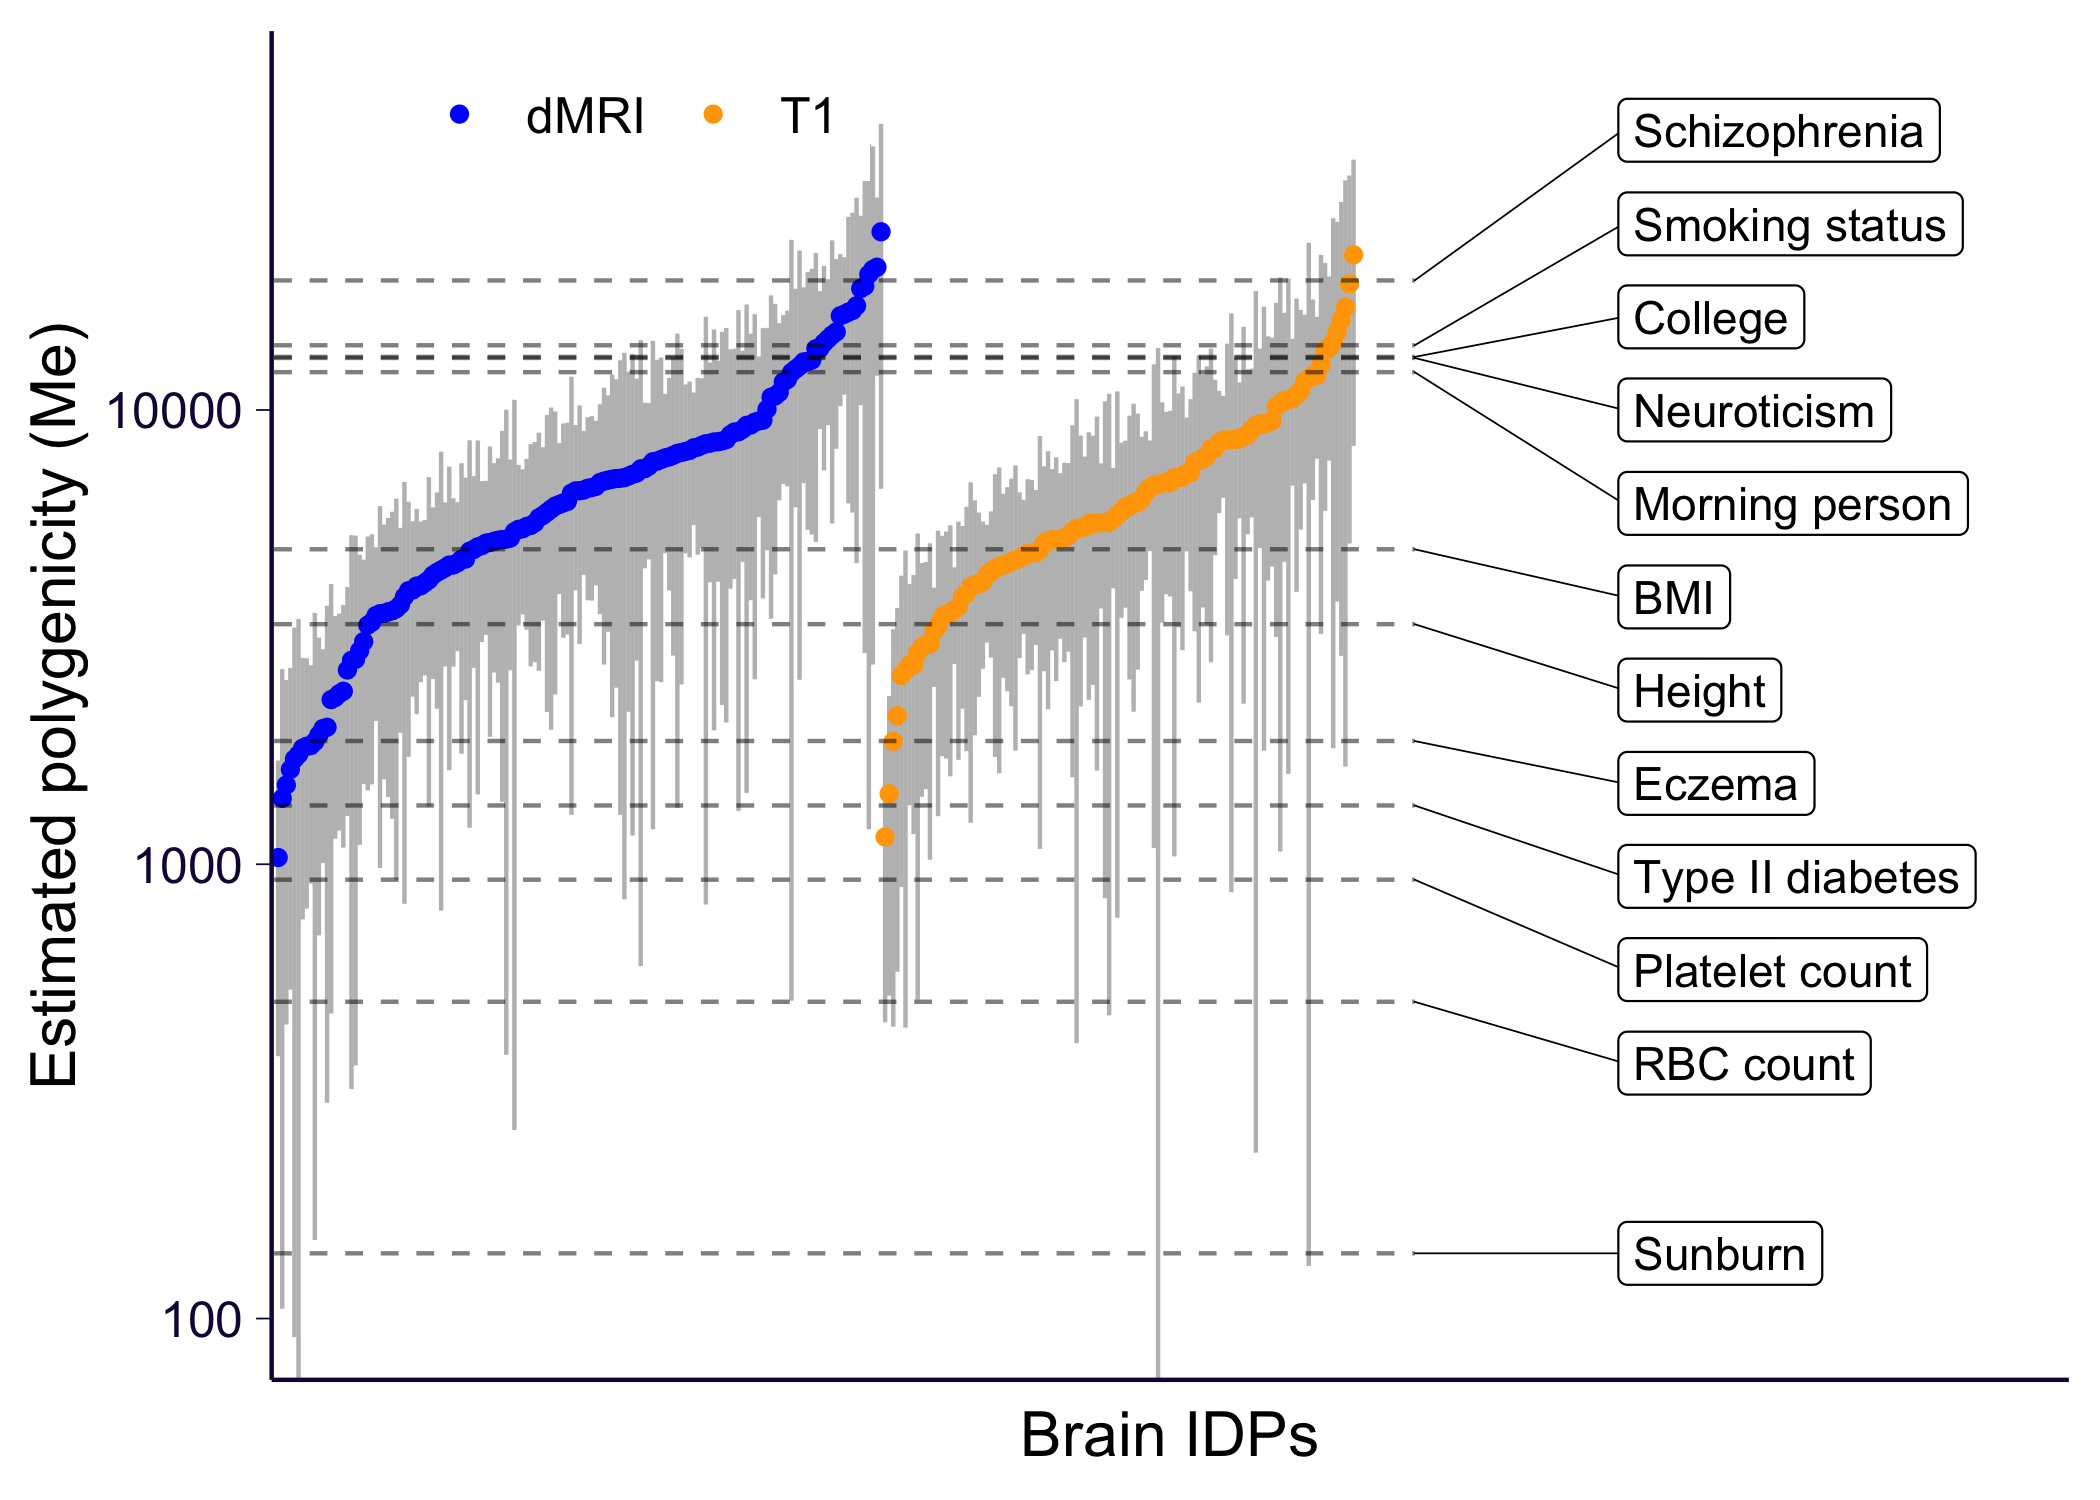 dMRI
T1
Schizophrenia
Smoking status
College
Neuroticism
Morning person
BMI
Height
Eczema
Type II diabetes
Platelet count
RBC count
Sunburn
10000
1000
100
Estimated polygenicity (Me)
Brain IDPs